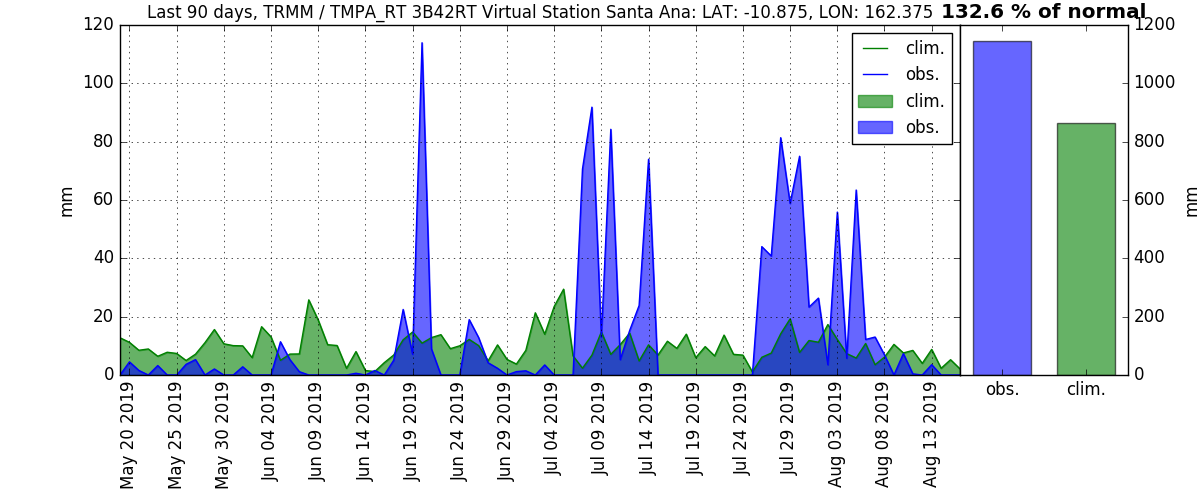 Last 90 days, TRMM / TMPA_RT 3B42RT Virtual Station Santa Ana: LAT: -10.875, LON: 162.375 132.6 % of normal
120
100
80
60
40
20
0
mm
clim.
obs.
clim.
obs.
1200
1000
800
600
400
200
0
mm
obs.
clim.
May 20 2019
May 25 2019
May 30 2019
Jun 04 2019
Jun 09 2019
Jun 14 2019
Jun 19 2019
Jun 24 2019
Jun 29 2019
Jul 04 2019
Jul 09 2019
Jul 14 2019
Jul 19 2019
Jul 24 2019
Jul 29 2019
Aug 03 2019
Aug 08 2019
Aug 13 2019